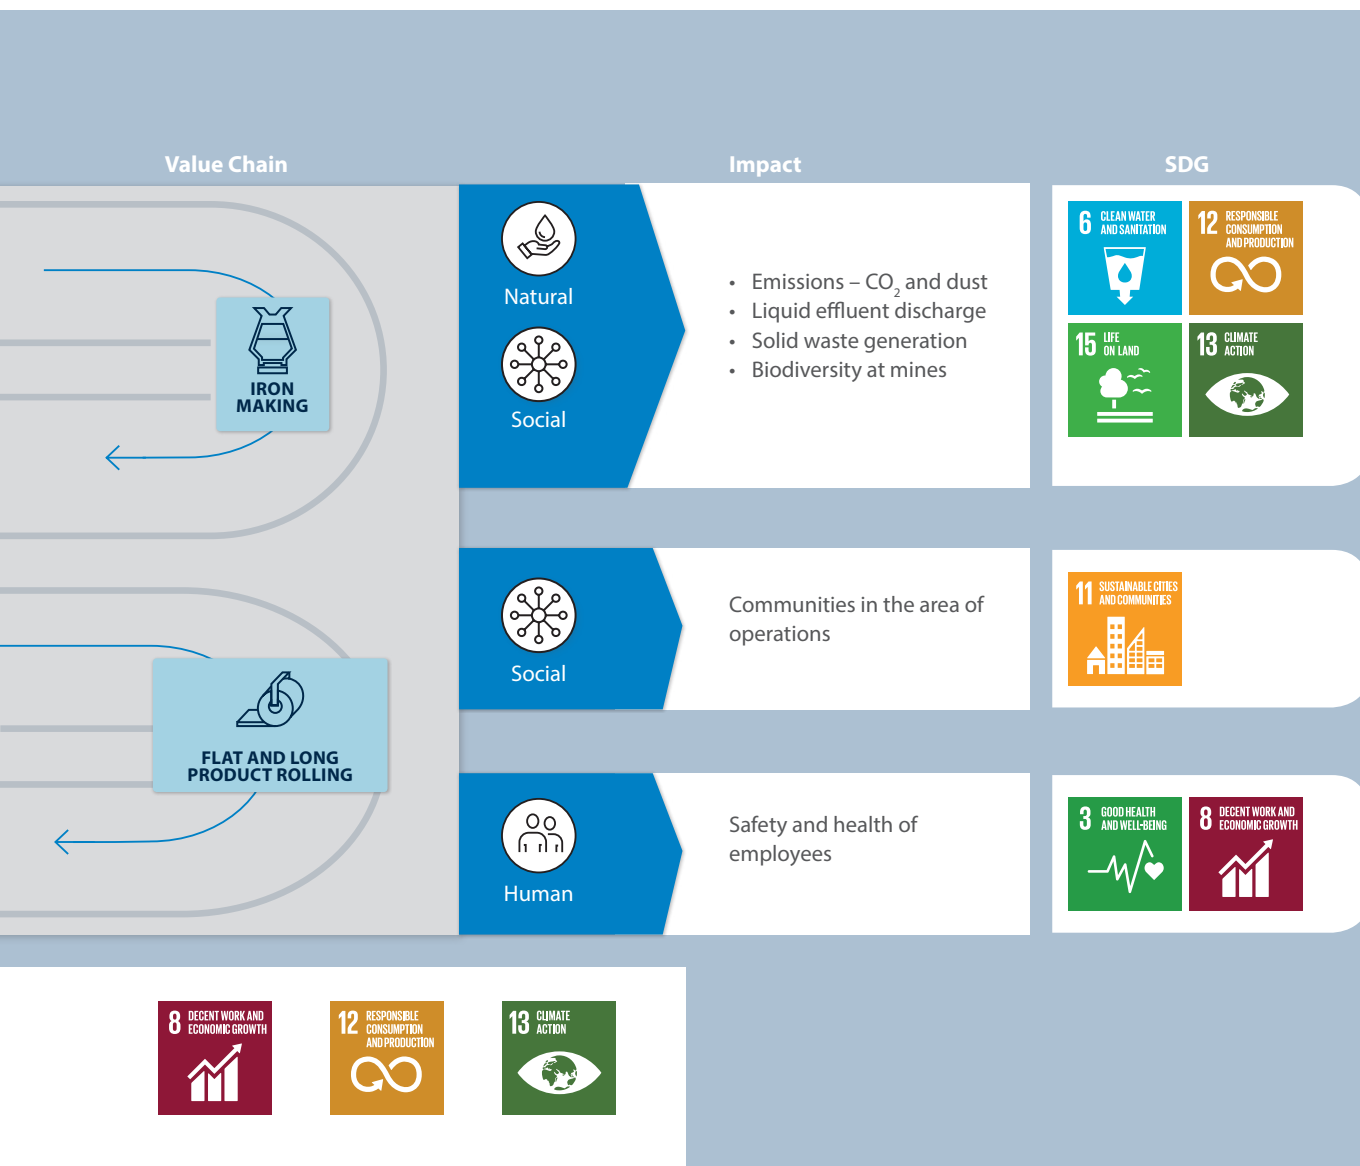 Value Chain
Impact
SDG
IRON
MAKING
Natural
Social
• Emissions – CO₂ and dust
• Liquid effluent discharge
• Solid waste generation
• Biodiversity at mines
6 CLEAN WATER
AND SANITATION
12 RESPONSIBLE
CONSUMPTION
AND PRODUCTION
15 LIFE
ON LAND
13 CLIMATE
ACTION
Social
Communities in the area of
operations
11 SUSTAINABLE CITIES
AND COMMUNITIES
FLAT AND LONG
PRODUCT ROLLING
Human
Safety and health of
employees
3 GOOD HEALTH
AND WELL-BEING
8 DECENT WORK AND
ECONOMIC GROWTH
8 DECENT WORK AND
ECONOMIC GROWTH
12 RESPONSIBLE
CONSUMPTION
AND PRODUCTION
13 CLIMATE
ACTION